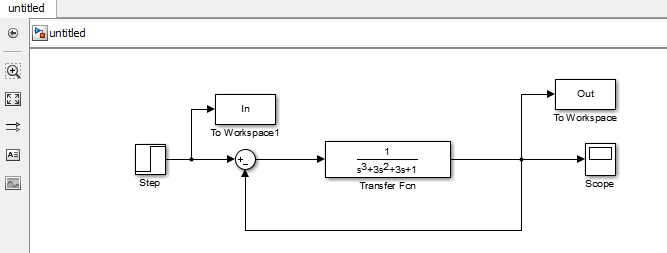 untitled
untitled
In
To Workspace1
Out
To Workspace
+
-
1
s³+3s²+3s+1
Step
Transfer Fcn
Scope
A